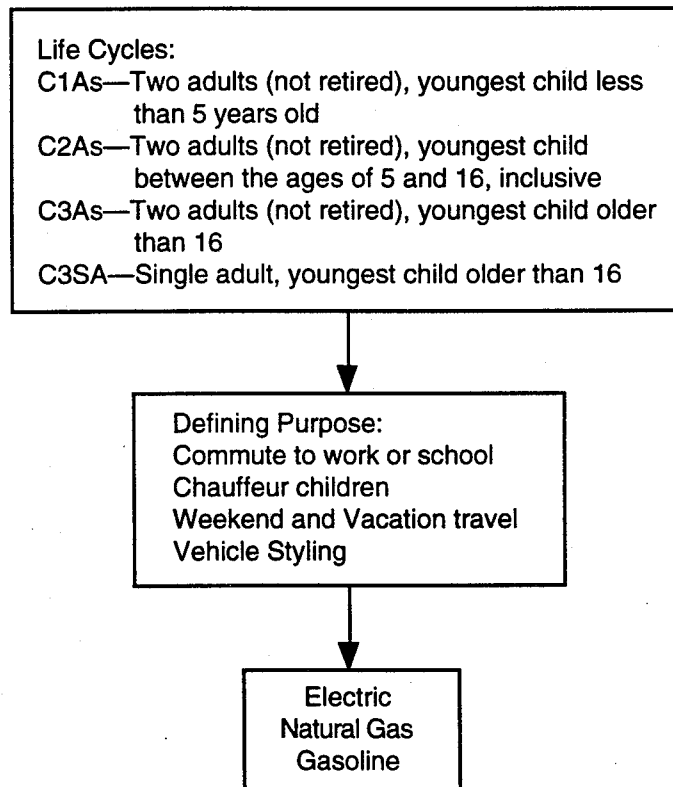 Life Cycles:
C1As—Two adults (not retired), youngest child less
than 5 years old
C2As—Two adults (not retired), youngest child
between the ages of 5 and 16, inclusive
C3As—Two adults (not retired), youngest child older
than 16
C3SA—Single adult, youngest child older than 16
Defining Purpose:
Commute to work or school
Chauffeur children
Weekend and Vacation travel
Vehicle Styling
Electric
Natural Gas
Gasoline